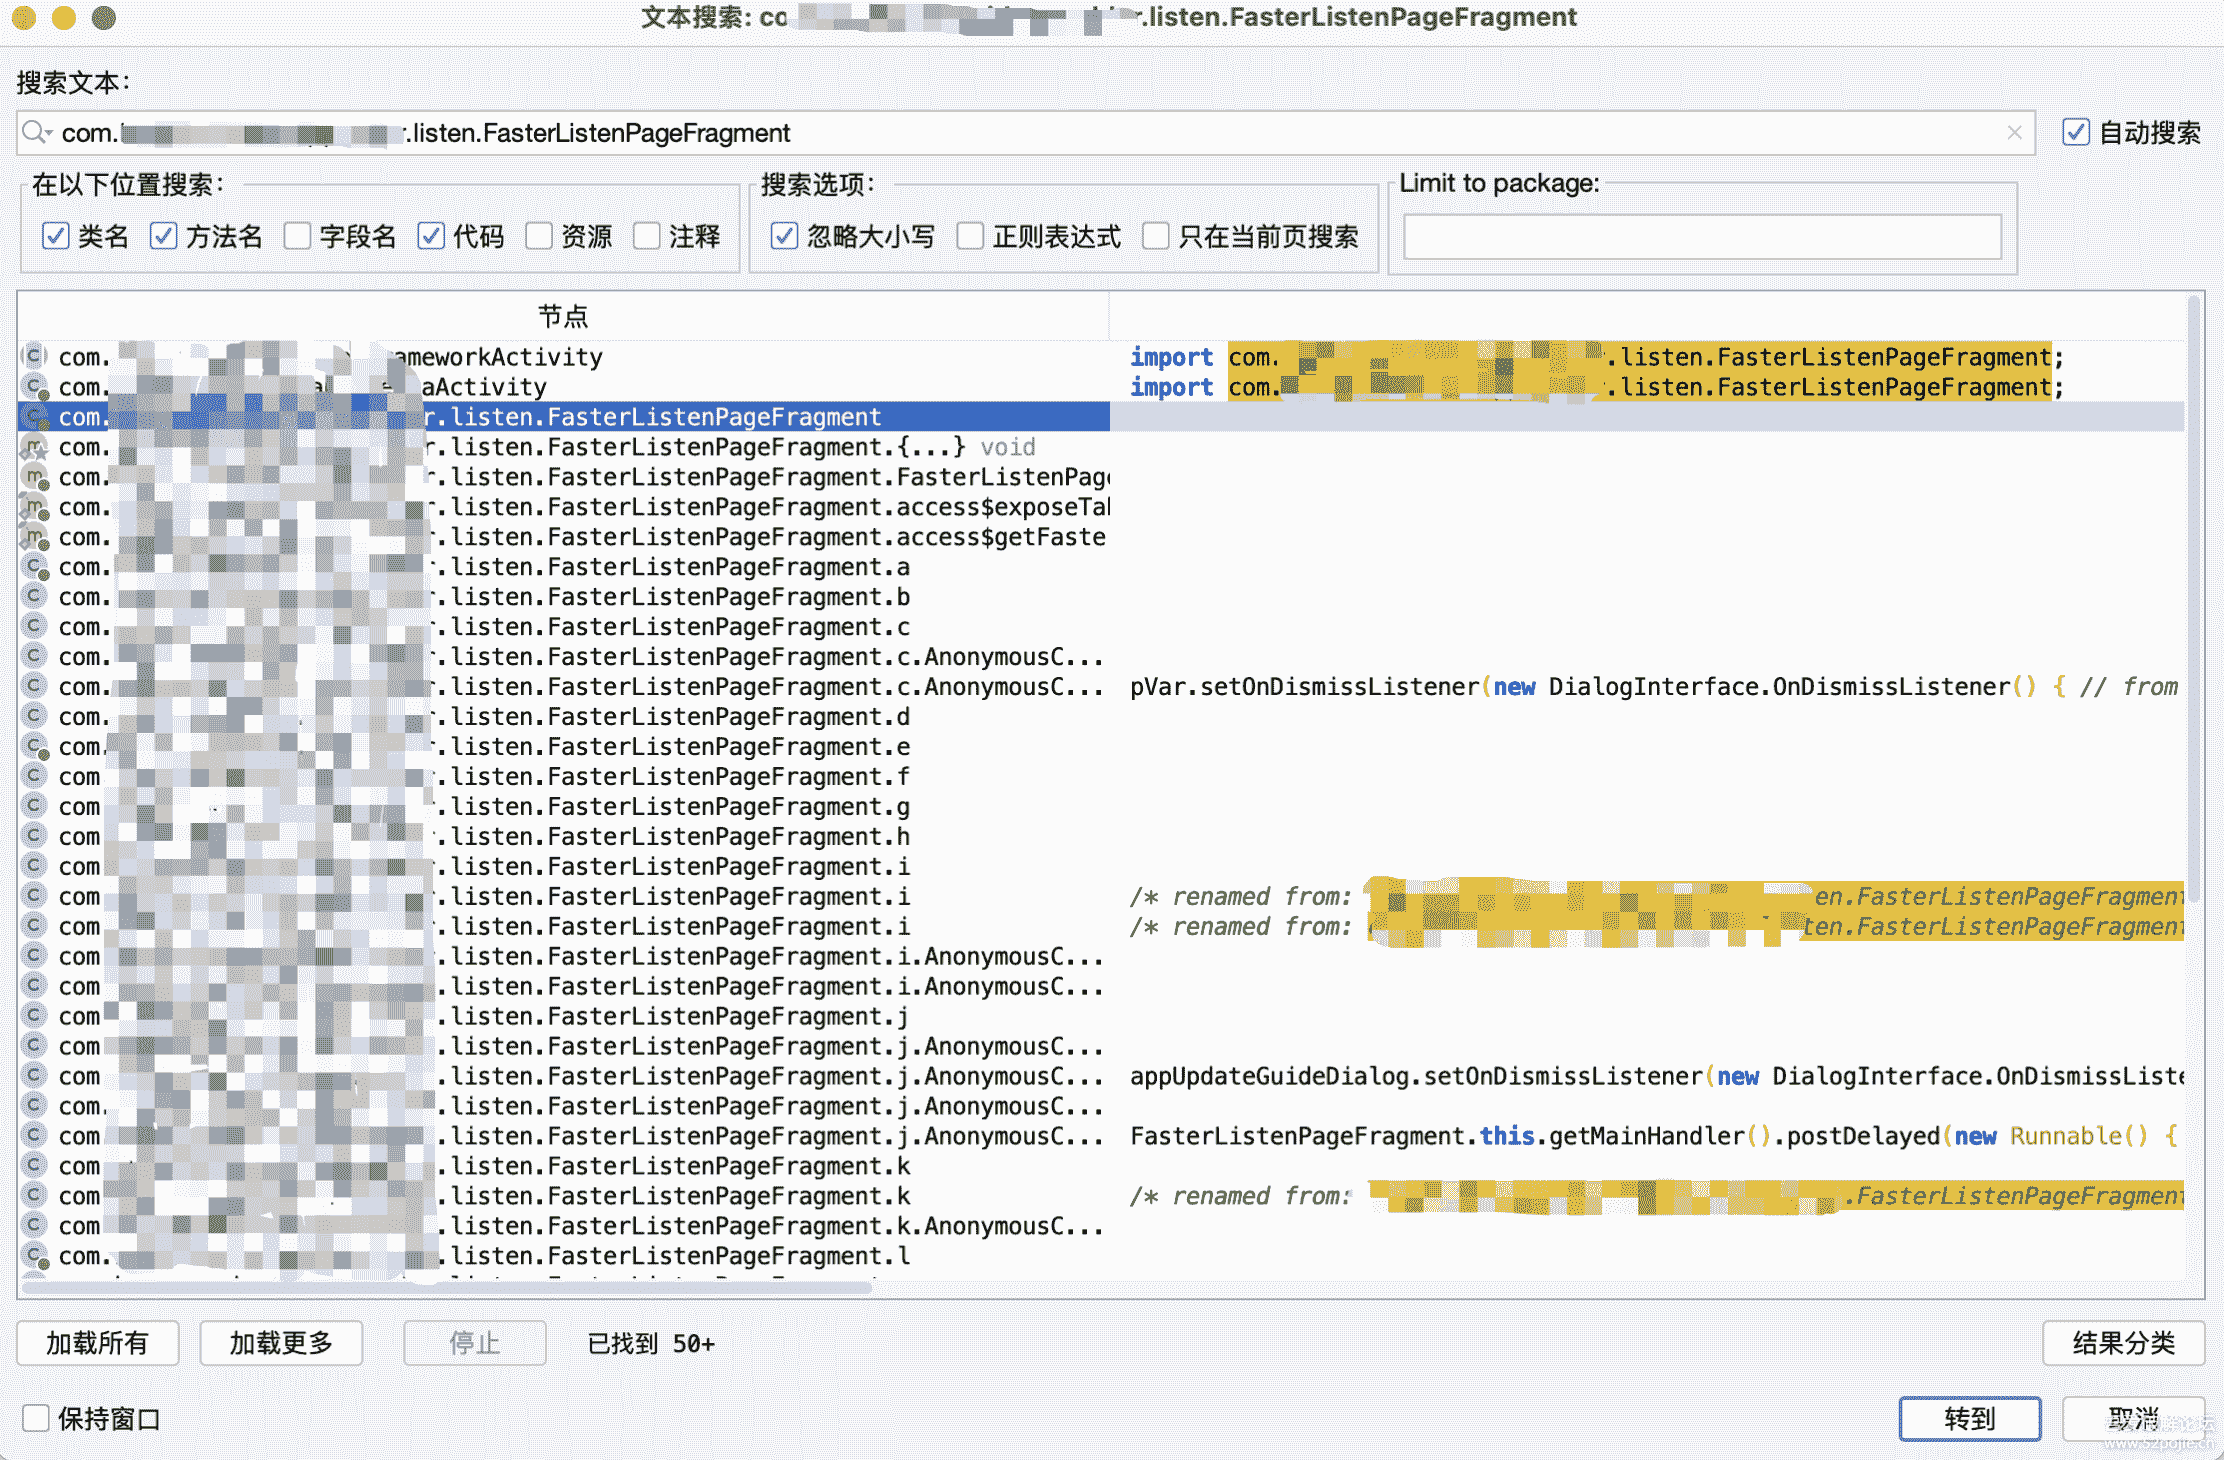 文本搜索: co r.listen.FasterListenPageFragment
搜索文本:
com. r.listen.FasterListenPageFragment
自动搜索
在以下位置搜索:
类名 方法名 字段名 代码 资源 注释
搜索选项:
忽略大小写 正则表达式 只在当前页搜索
Limit to package:
节点
com. ameworkActivity import com. .listen.FasterListenPageFragment;
com. aActivity import com. .listen.FasterListenPageFragment;
com. r.listen.FasterListenPageFragment
com. r.listen.FasterListenPageFragment.{...} void
com. r.listen.FasterListenPageFragment.FasterListenPage
com. .listen.FasterListenPageFragment.access$exposeTa
com. .listen.FasterListenPageFragment.access$getFaste
com. .listen.FasterListenPageFragment.a
com. .listen.FasterListenPageFragment.b
com. .listen.FasterListenPageFragment.c
com. .listen.FasterListenPageFragment.c.AnonymousC...
com. .listen.FasterListenPageFragment.c.AnonymousC... pVar.setOnDismissListener(new DialogInterface.OnDismissListener() { // from
com. .listen.FasterListenPageFragment.d
com. .listen.FasterListenPageFragment.e
com .listen.FasterListenPageFragment.f
com .listen.FasterListenPageFragment.g
com .listen.FasterListenPageFragment.h
com .listen.FasterListenPageFragment.i
com .listen.FasterListenPageFragment.i /* renamed from: en.FasterListenPageFragment
com .listen.FasterListenPageFragment.i /* renamed from: ten.FasterListenPageFragment
com .listen.FasterListenPageFragment.i.AnonymousC...
com .listen.FasterListenPageFragment.i.AnonymousC...
com .listen.FasterListenPageFragment.j
com .listen.FasterListenPageFragment.j.AnonymousC...
com .listen.FasterListenPageFragment.j.AnonymousC... appUpdateGuideDialog.setOnDismissListener(new DialogInterface.OnDismissListe
com. .listen.FasterListenPageFragment.j.AnonymousC...
com .listen.FasterListenPageFragment.j.AnonymousC... FasterListenPageFragment.this.getMainHandler().postDelayed(new Runnable() {
com .listen.FasterListenPageFragment.k
com .listen.FasterListenPageFragment.k /* renamed from: .FasterListenPageFragment
com .listen.FasterListenPageFragment.k.AnonymousC...
com. .listen.FasterListenPageFragment.l
加载所有 加载更多 停止 已找到 50+ 结果分类
保持窗口 转到 取消
www.52pojie.cn